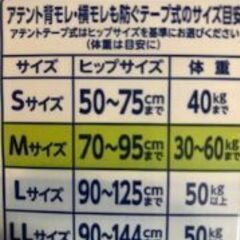 アテント背モレ・横モレも防ぐテープ式のサイズ目安
アテントテープ式はヒップサイズを基準にお選びください
(体重は目安に)
サイズ ヒップサイズ 体重
Sサイズ 50~75cmまで 40kgまで
Mサイズ 70~95cmまで 30~60kgまで
Lサイズ 90~125cmまで 50kg以上
LLサイズ 90~144cm 50kg